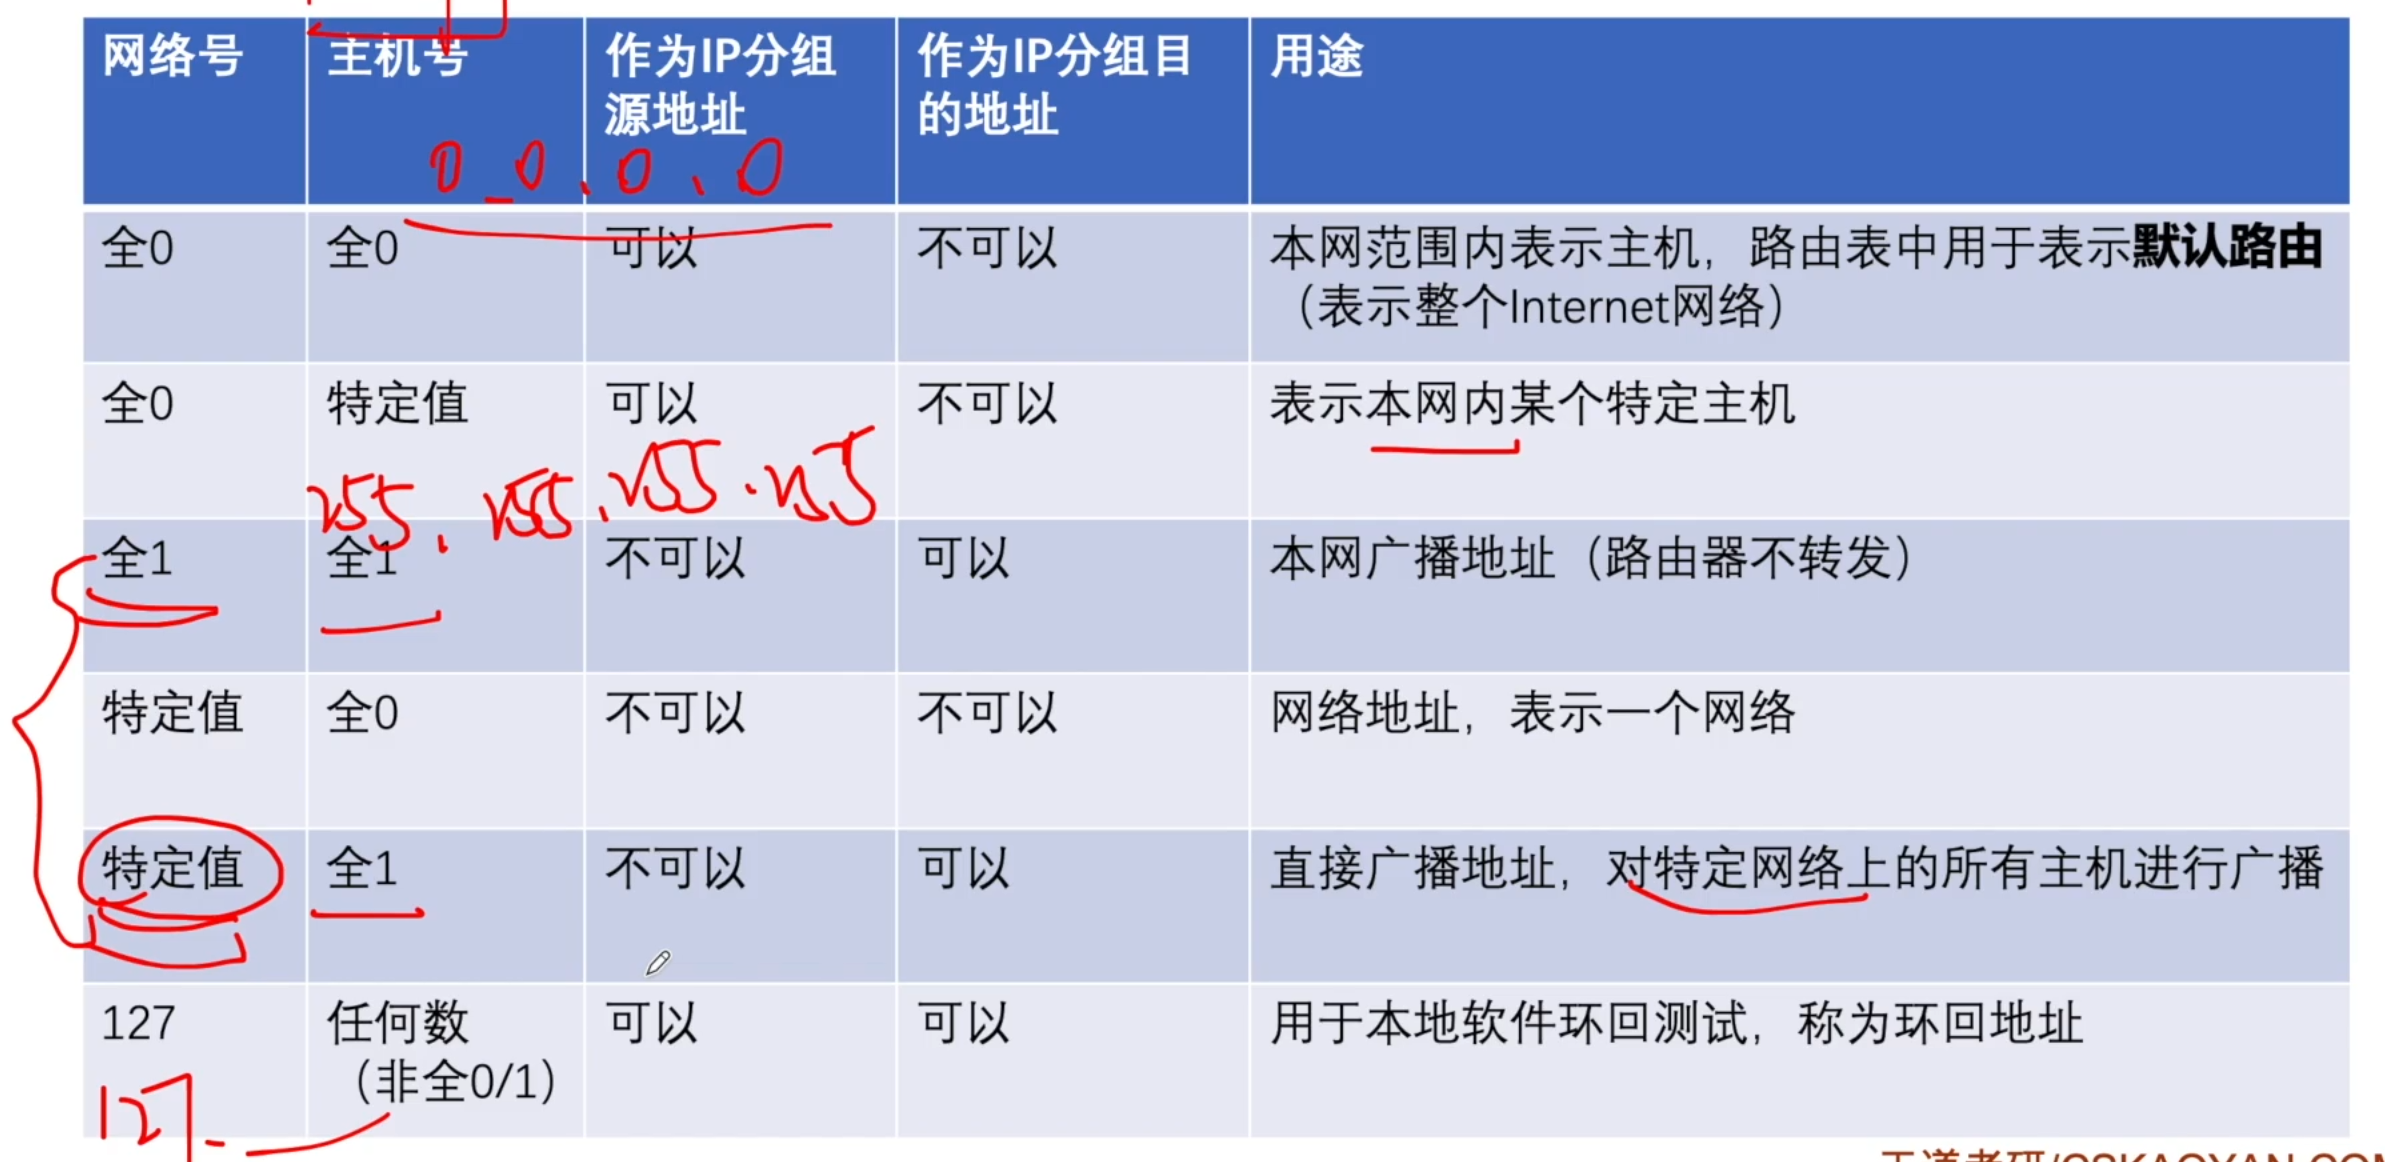 网络号 主机号 作为IP分组源地址 作为IP分组目的地址 用途
0.0.0.0
全0 全0 可以 不可以 本网范围内表示主机，路由表中用于表示默认路由
（表示整个Internet网络）
全0 特定值 可以 不可以 表示本网内某个特定主机
255.255.255.255
全1 全1 不可以 可以 本网广播地址（路由器不转发）
特定值 全0 不可以 不可以 网络地址，表示一个网络
特定值 全1 不可以 可以 直接广播地址，对特定网络上的所有主机进行广播
127 任何数（非全0/1） 可以 可以 用于本地软件环回测试，称为环回地址
127.
王道考研/CSKAOYAN.COM